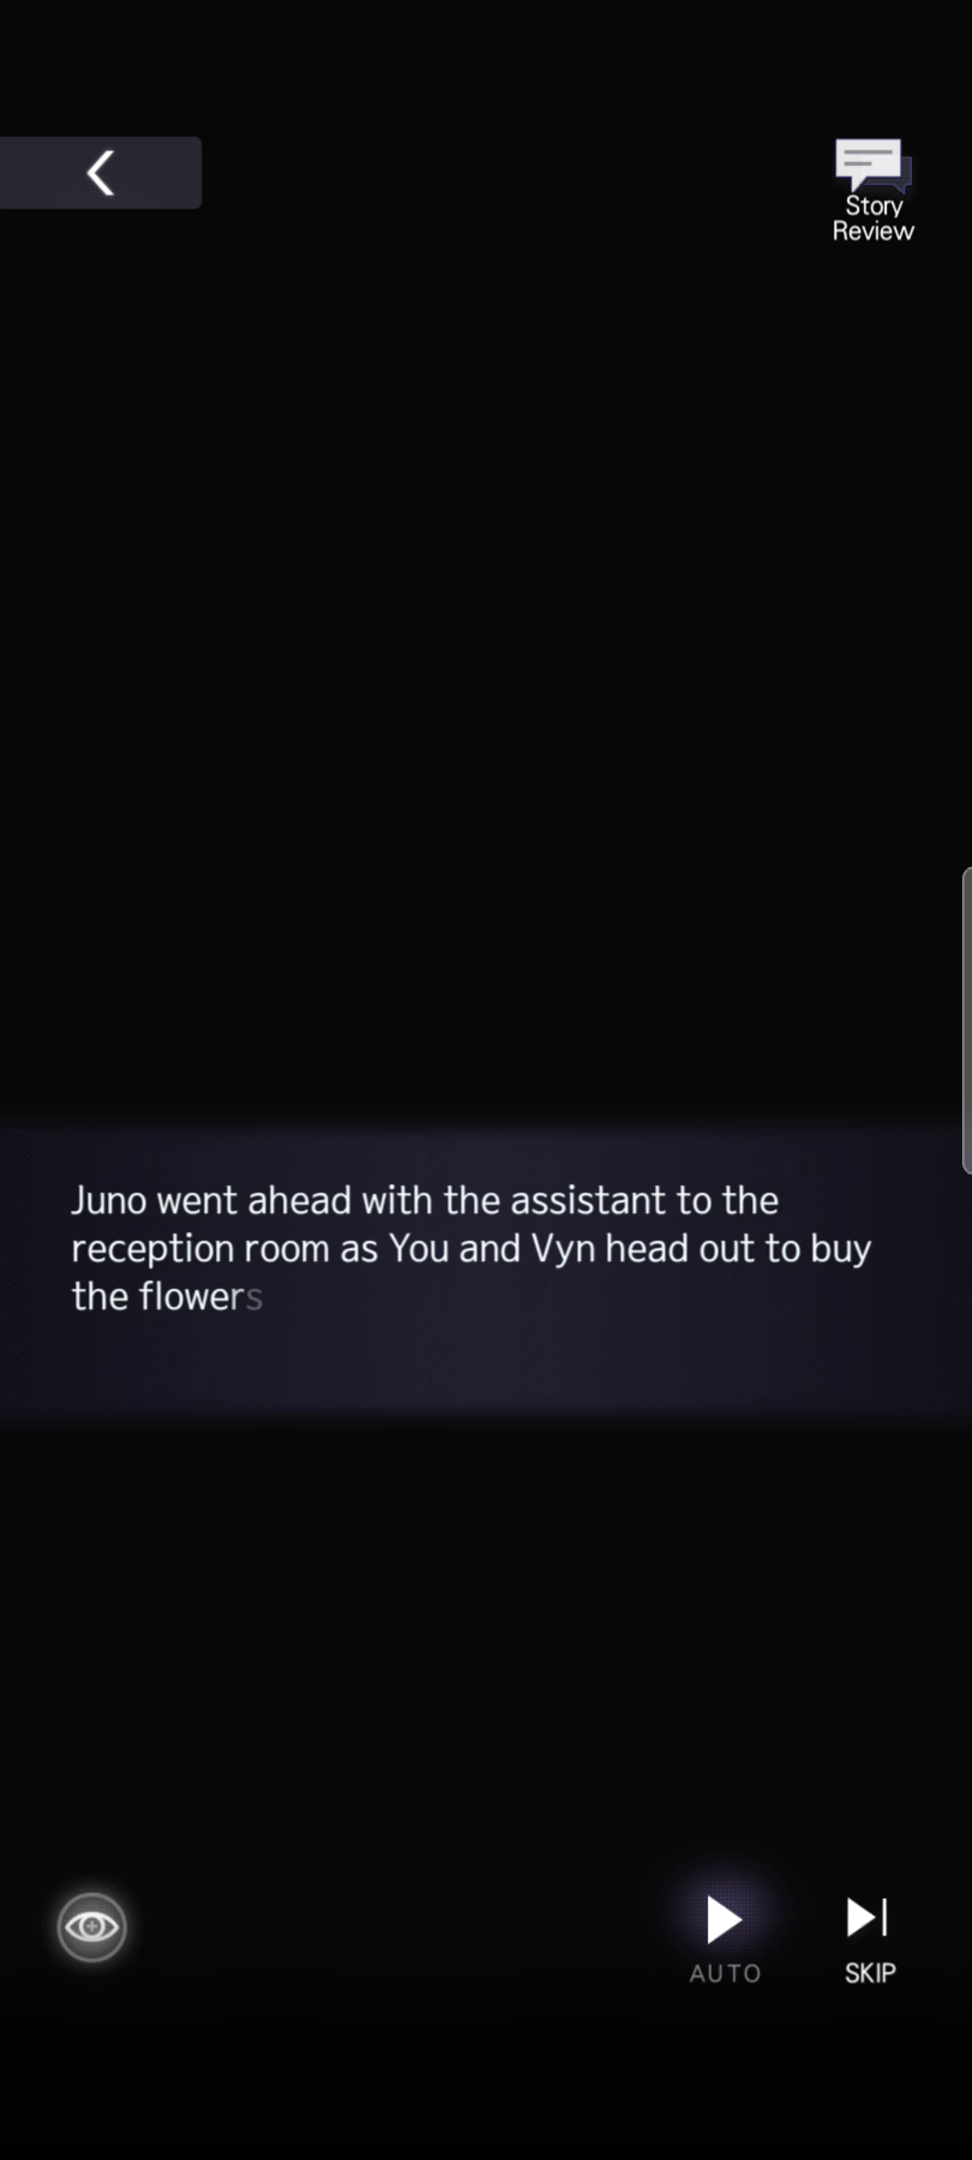 Story
Review
Juno went ahead with the assistant to the
reception room as You and Vyn head out to buy
the flowers
AUTO
SKIP